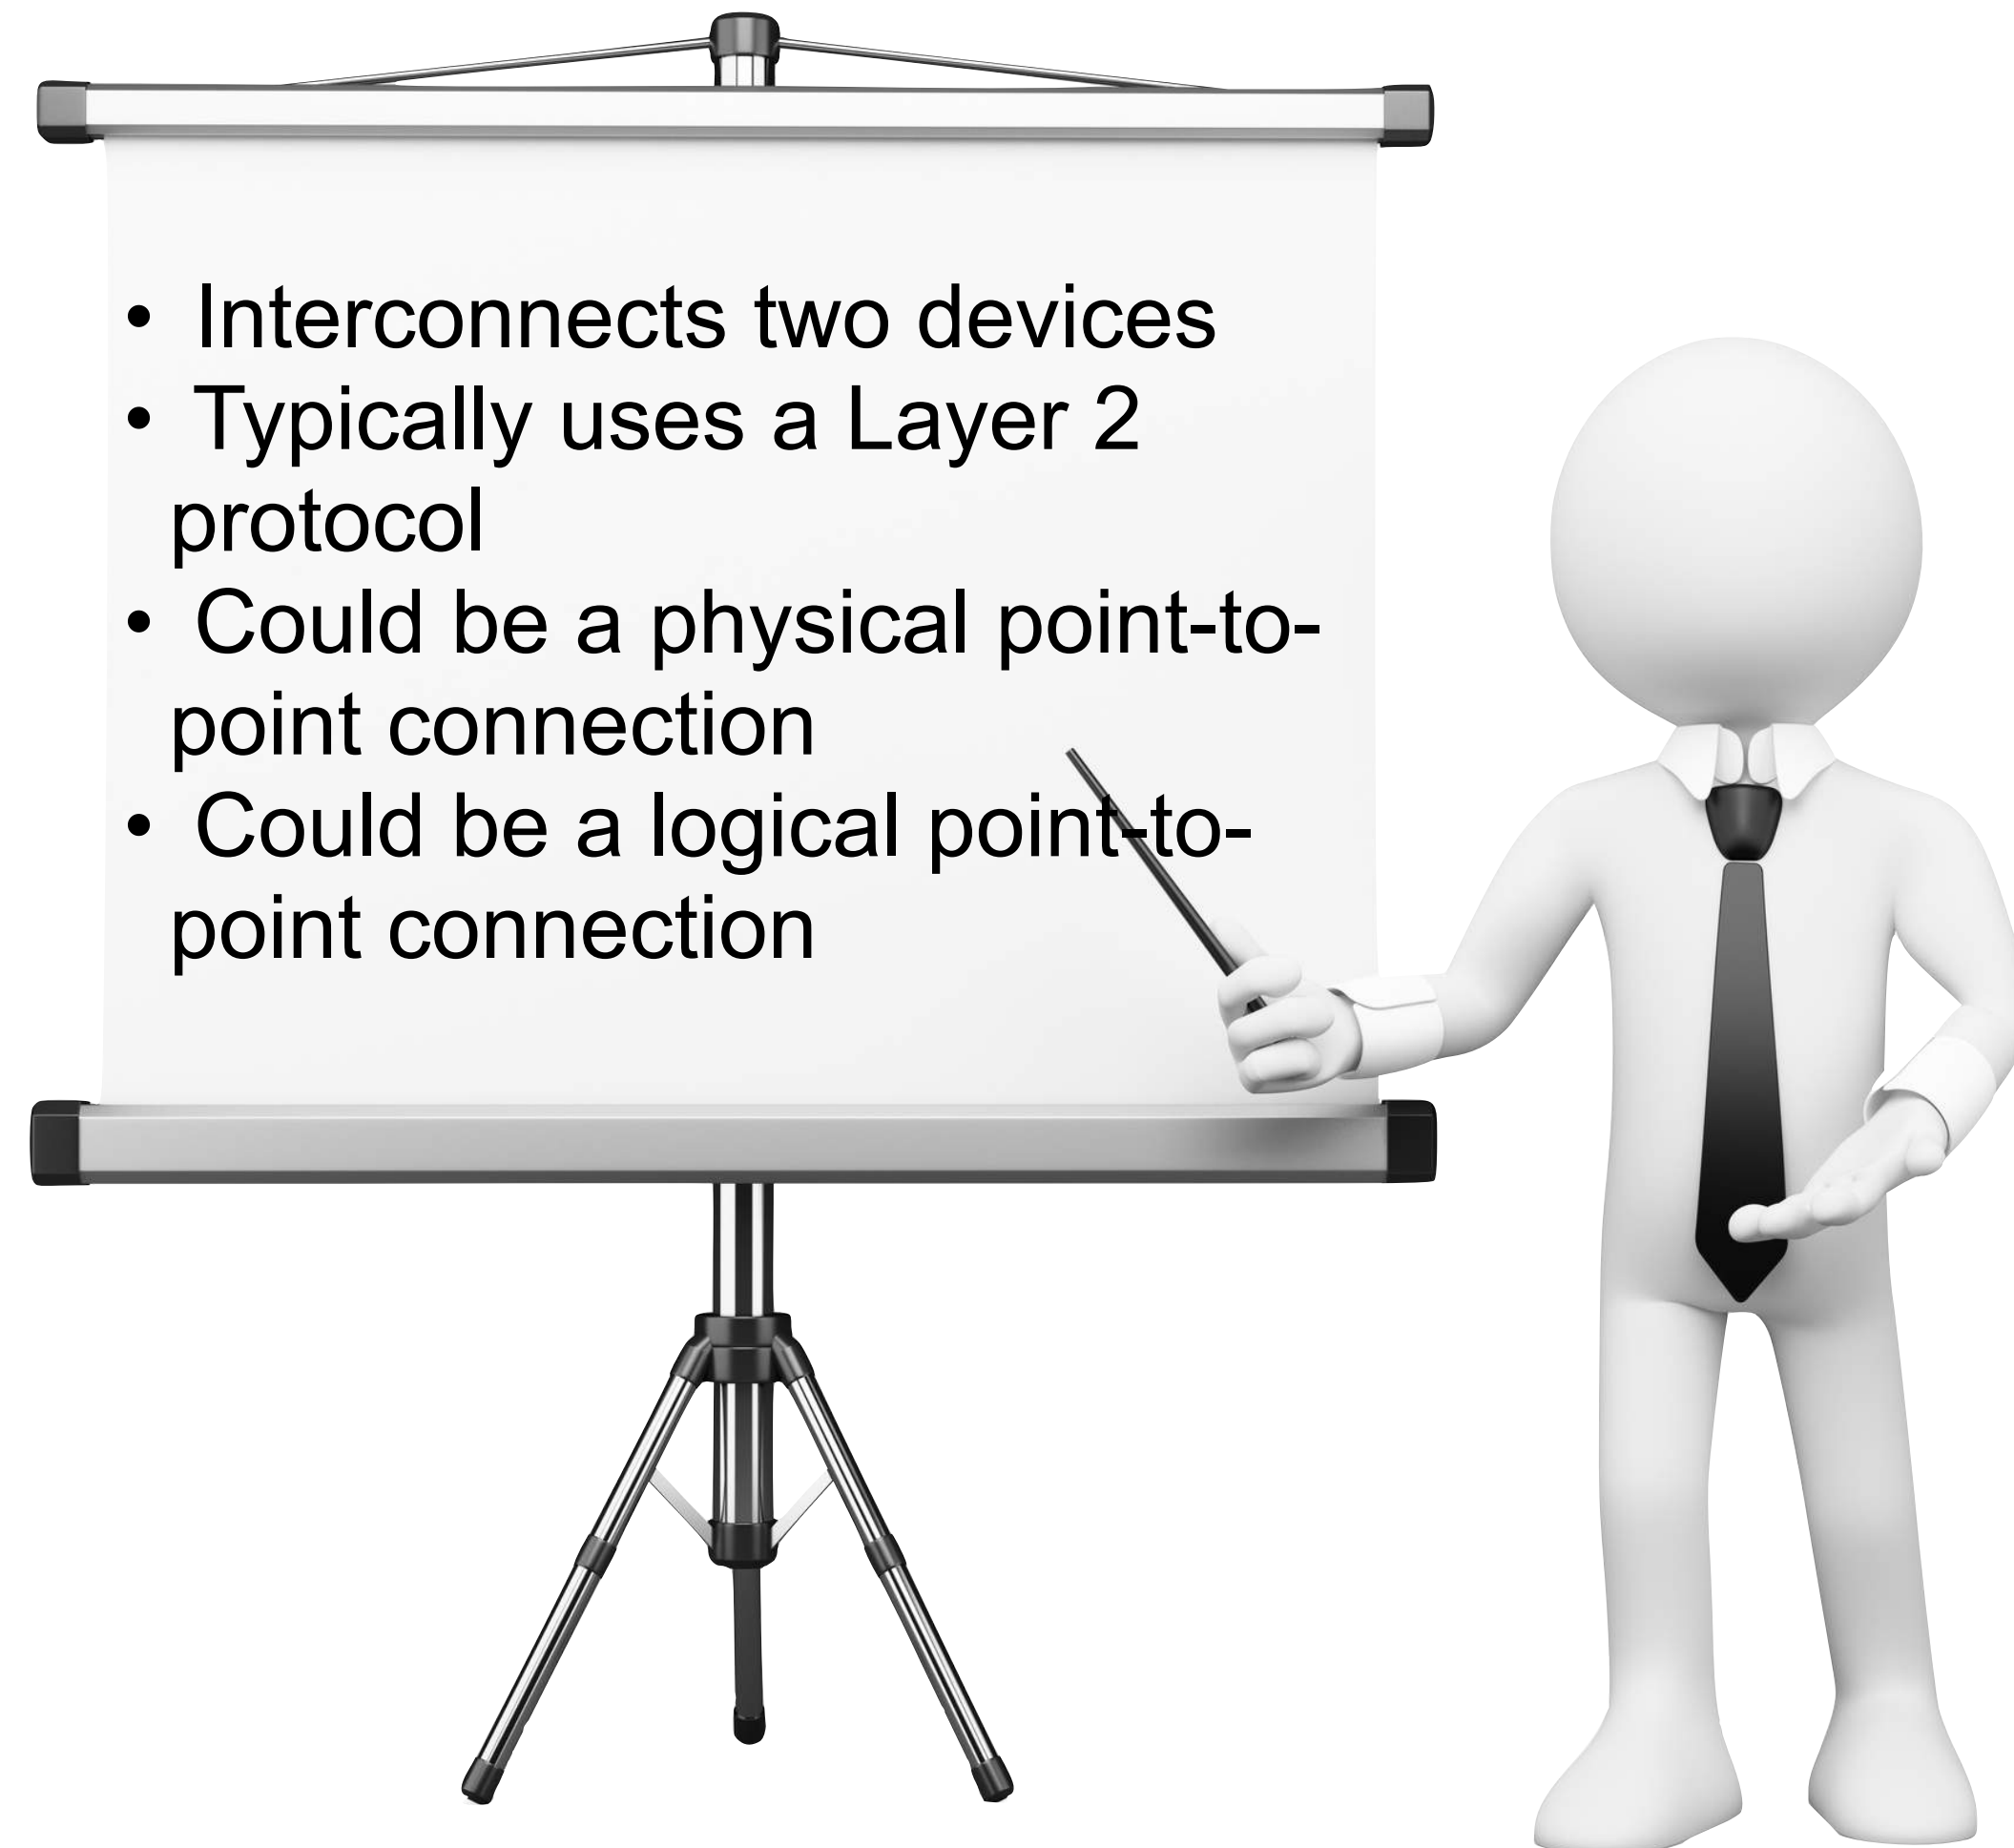 • Interconnects two devices
• Typically uses a Layer 2
protocol
• Could be a physical point-to-
point connection
• Could be a logical point-to-
point connection